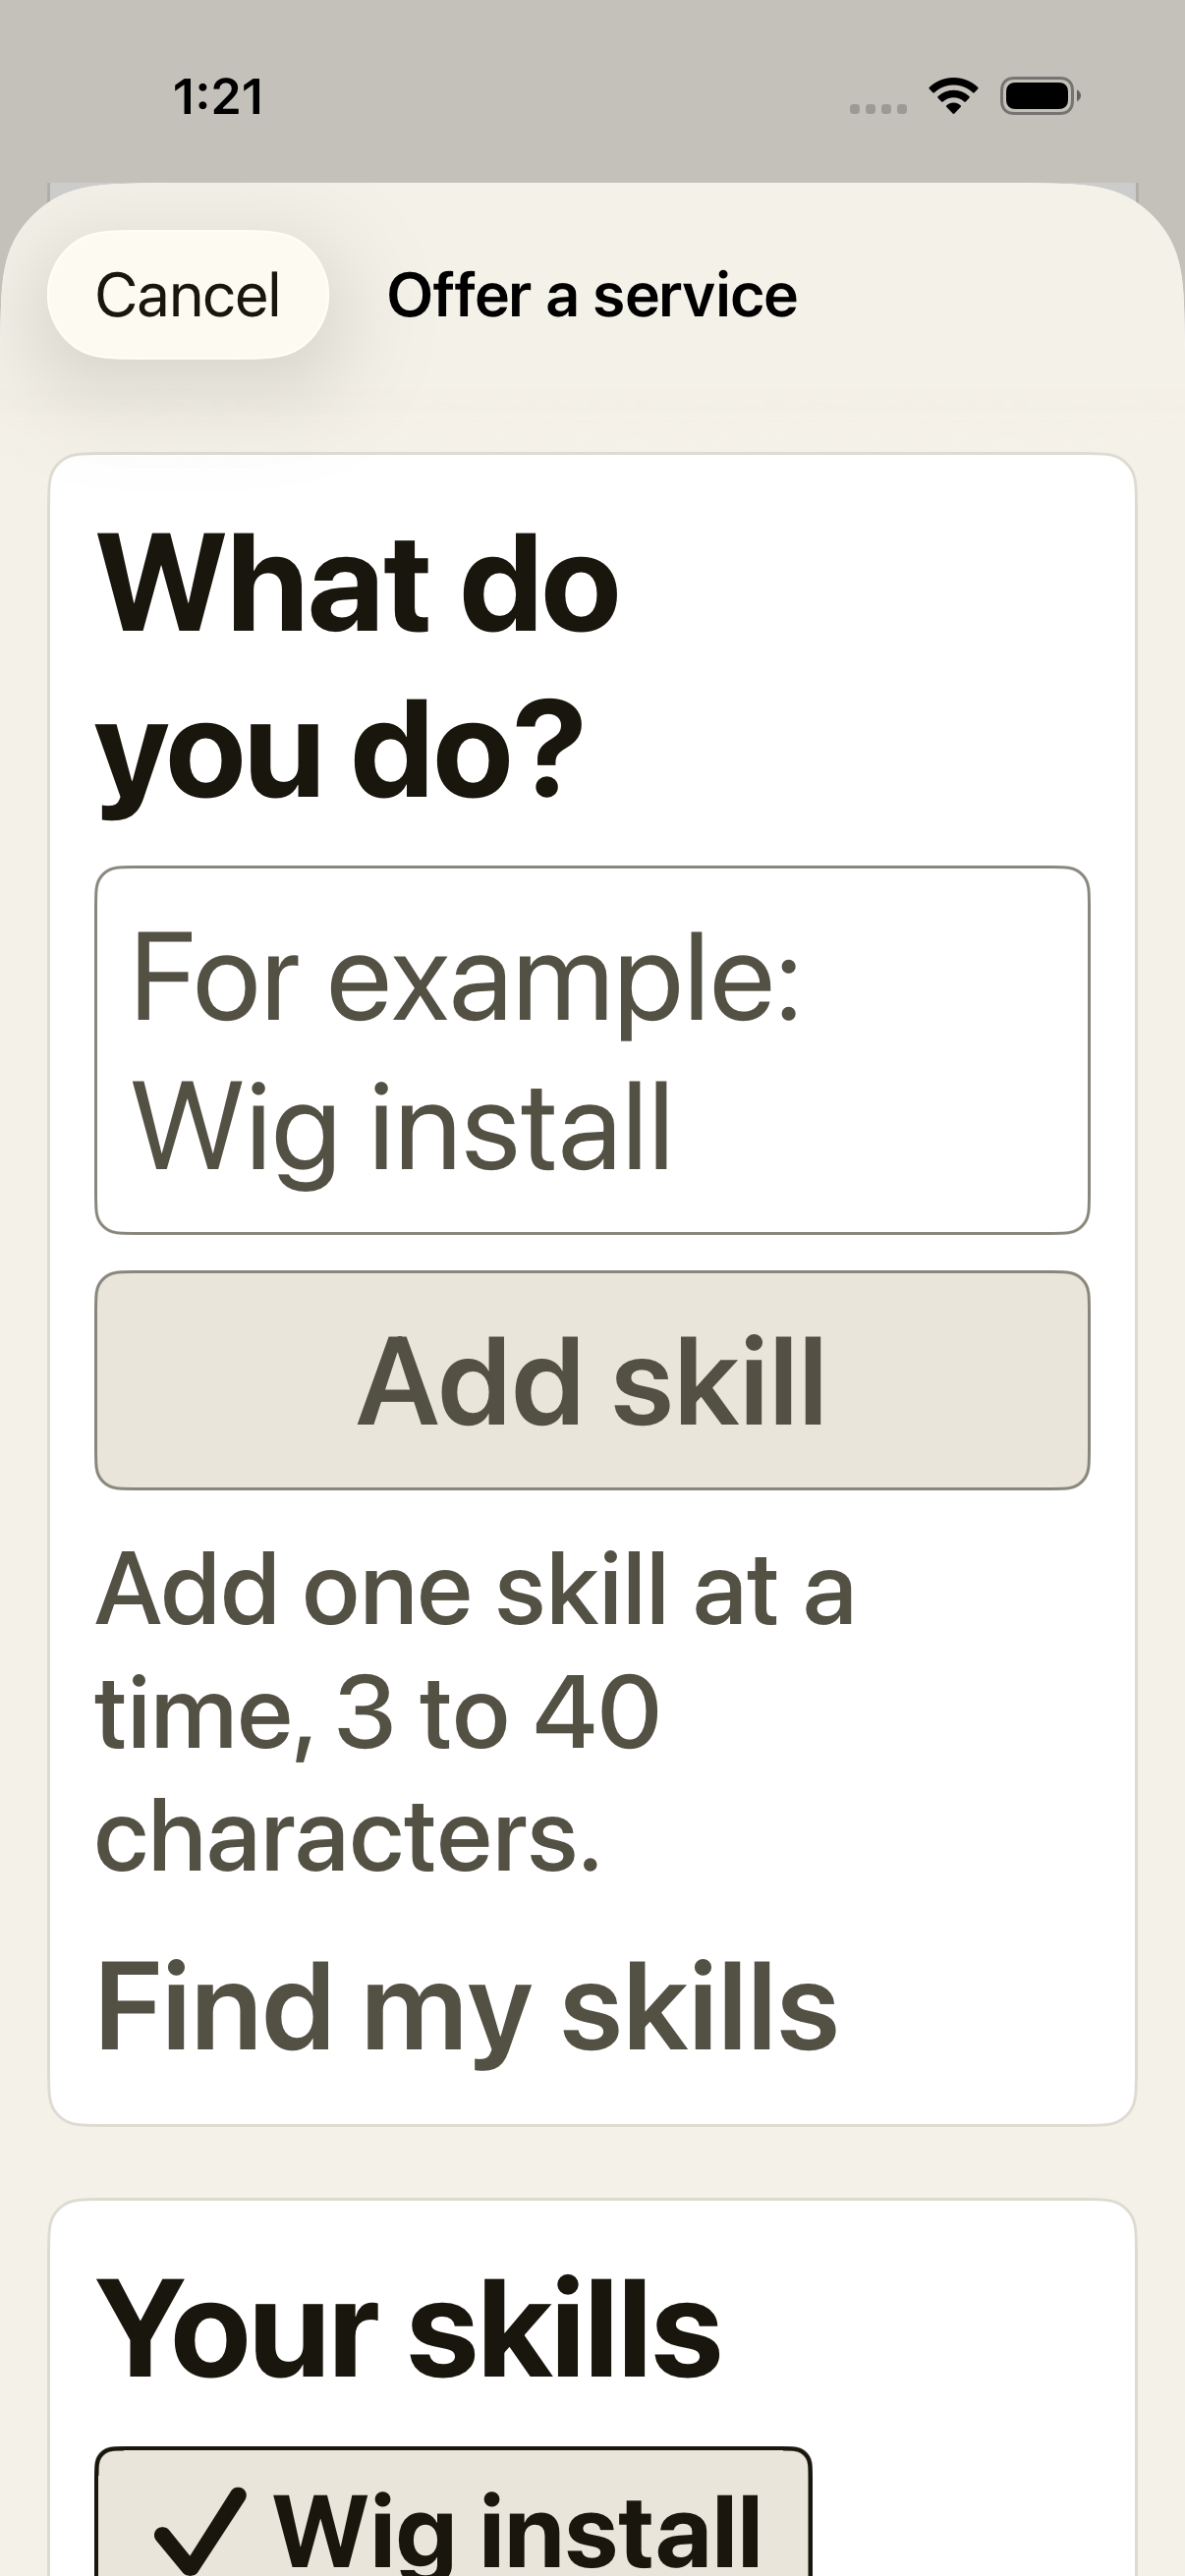 1:21
Cancel
Offer a service
What do
you do?
For example:
Wig install
Add skill
Add one skill at a
time, 3 to 40
characters.
Find my skills
Your skills
✓ Wig install